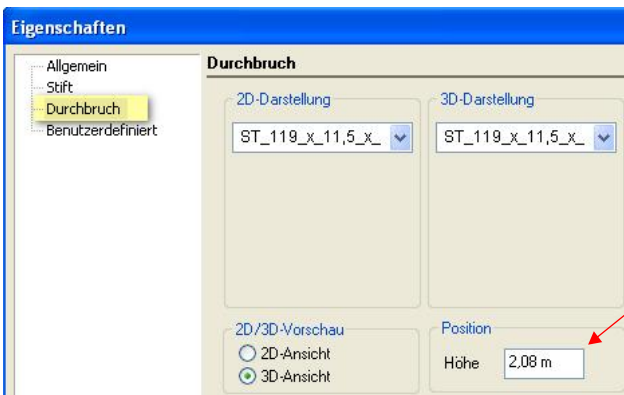 Eigenschaften
Allgemein
Stift
Durchbruch
Benutzerdefiniert
Durchbruch
2D-Darstellung
ST_119_x_11,5_x_
3D-Darstellung
ST_119_x_11,5_x_
2D/3D-Vorschau
2D-Ansicht
3D-Ansicht
Position
Höhe 2,08 m